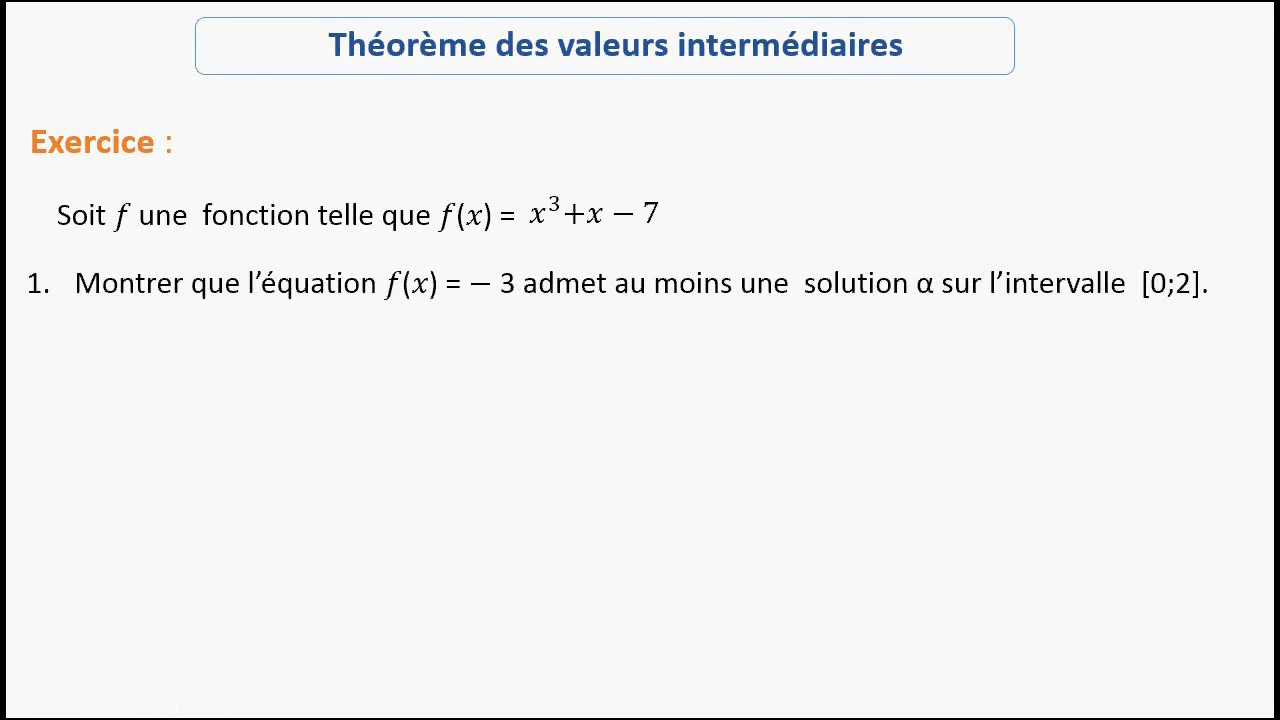 Théorème des valeurs intermédiaires
Exercice :
Soit f une fonction telle que f(x) = x³+x − 7
1. Montrer que l’équation f(x) = − 3 admet au moins une solution α sur l’intervalle [0;2].